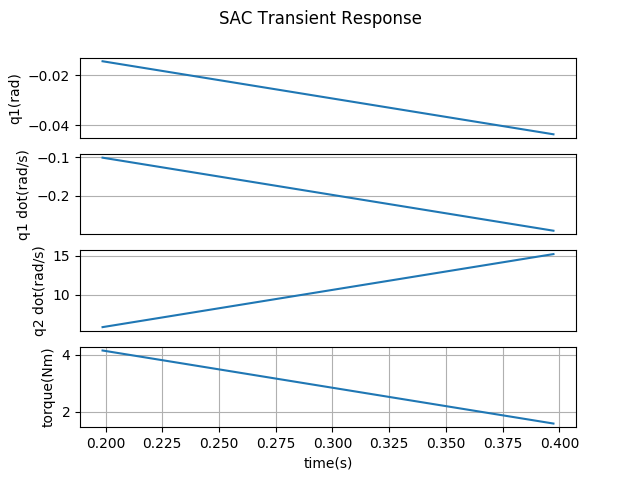 SAC Transient Response
q1(rad)
−0.02
−0.04
q1 dot(rad/s)
−0.1
−0.2
q2 dot(rad/s)
15
10
torque(Nm)
4
2
0.200 0.225 0.250 0.275 0.300 0.325 0.350 0.375 0.400
time(s)